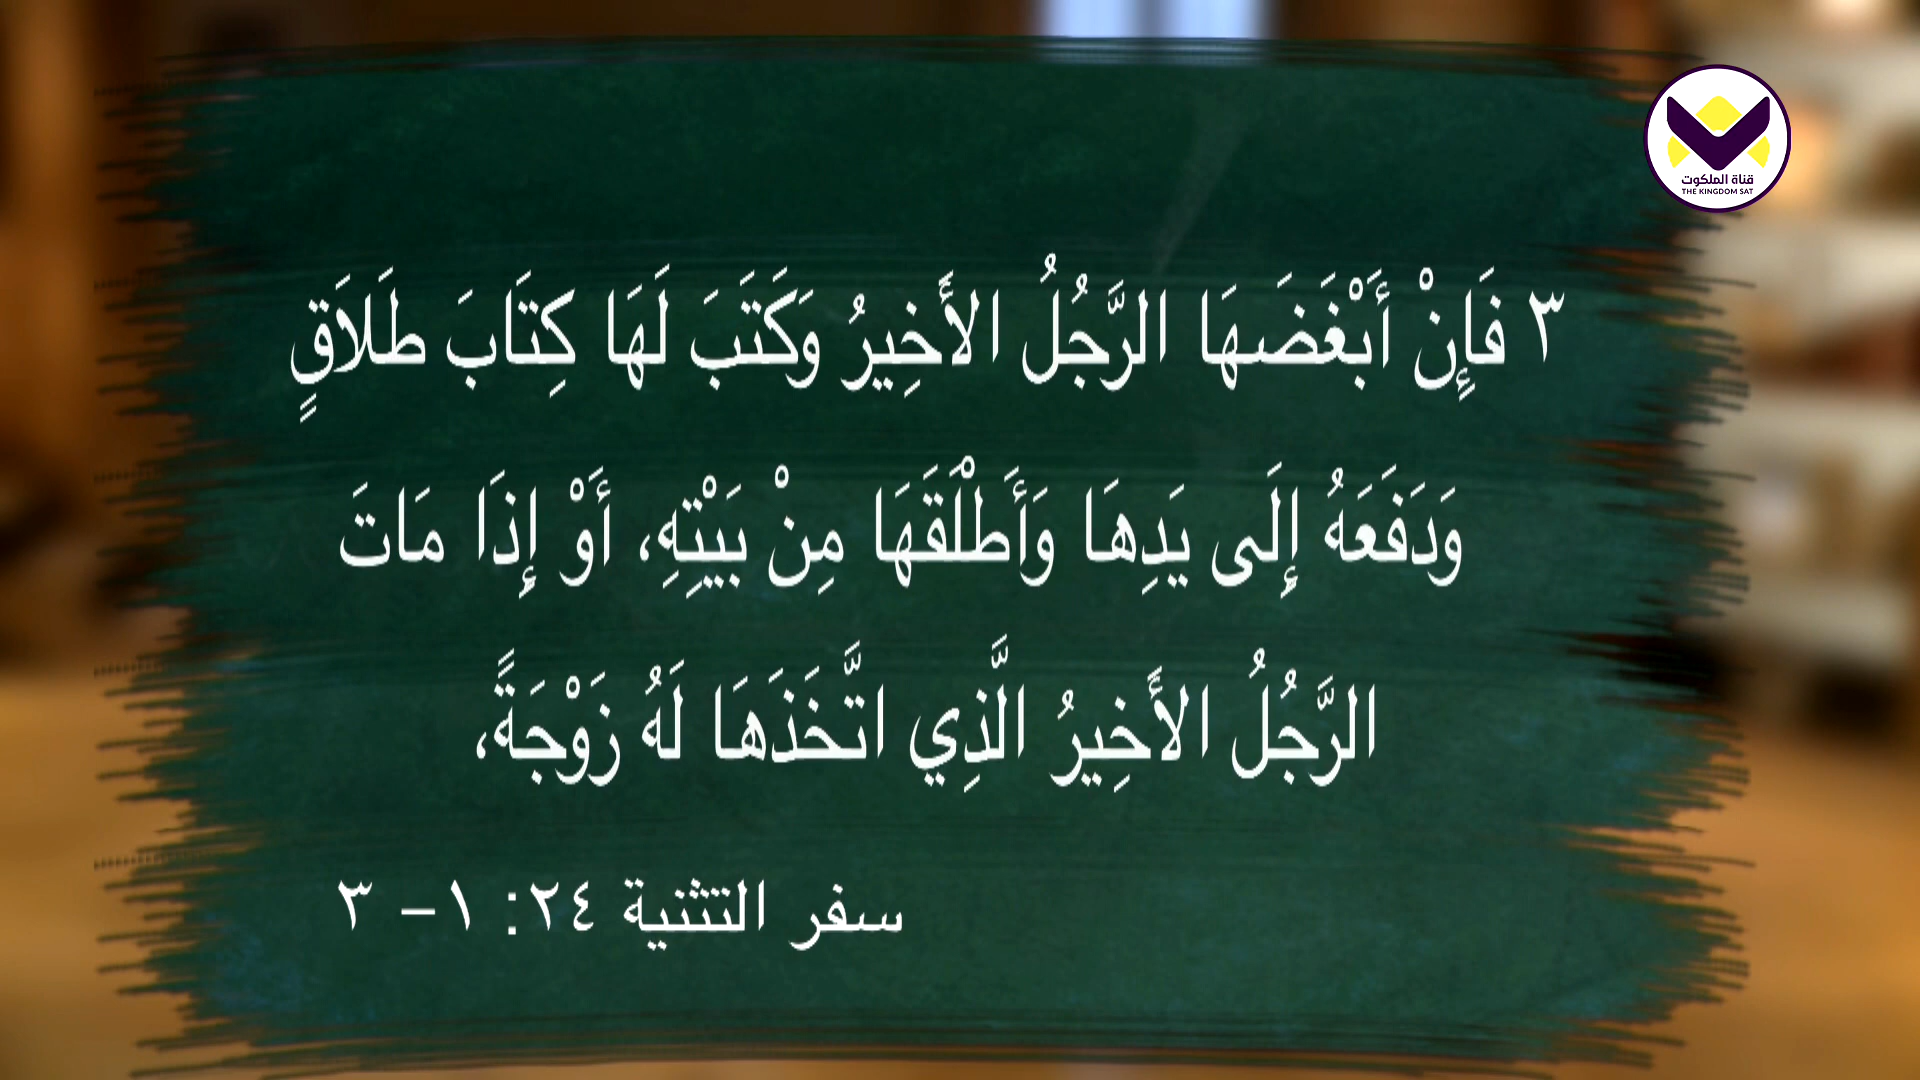 قناة الملكوت
THE KINGDOM SAT
٣ فَإِنْ أَبْغَضَهَا الرَّجُلُ الأَخِيرُ وَكَتَبَ لَهَا كِتَابَ طَلاَقٍ
وَدَفَعَهُ إِلَى يَدِهَا وَأَطْلَقَهَا مِنْ بَيْتِهِ، أَوْ إِذَا مَاتَ
الرَّجُلُ الأَخِيرُ الَّذِي اتَّخَذَهَا لَهُ زَوْجَةً،
سفر التثنية ٢٤: ١– ٣